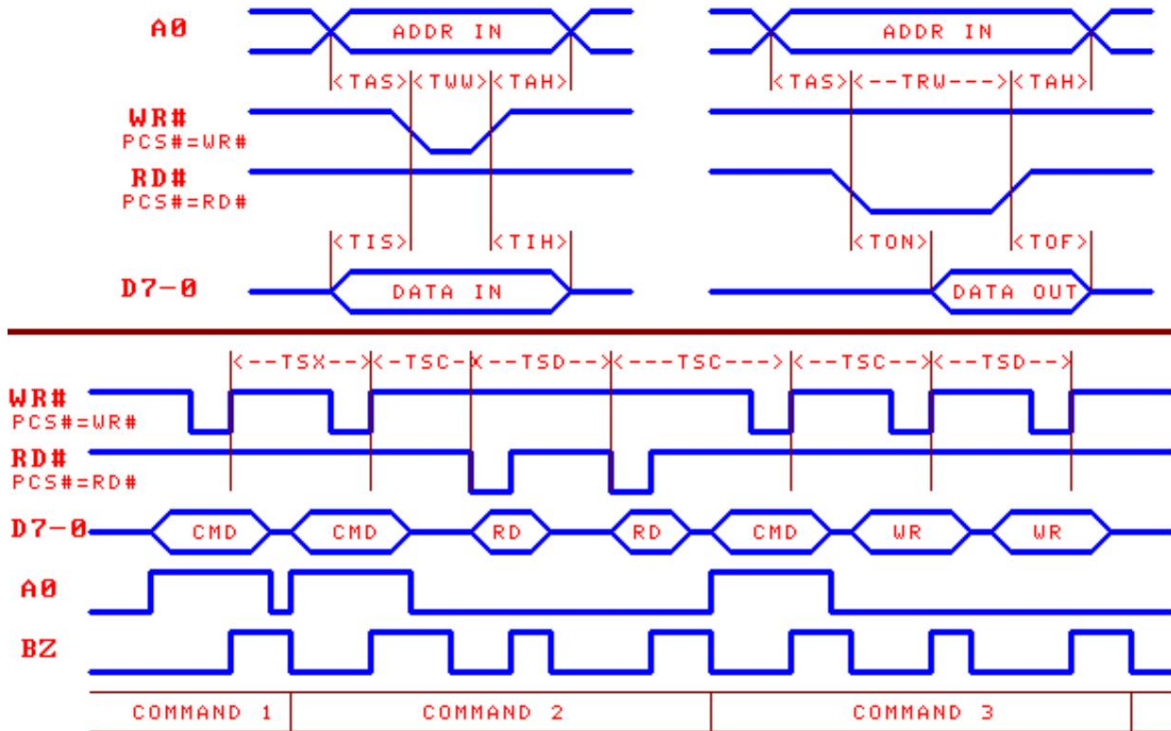 A0 ADDR IN ADDR IN
<TAS> <TWW> <TAH> <TAS> <--TRW---> <TAH>
WR#
PCS#=WR#
RD#
PCS#=RD#
<TIS> <TIH> <TON> <TOF>
D7-0 DATA IN DATA OUT
<--TSX--> <-TSC-X--TSD--> <---TSC---> <--TSC--> <--TSD-->
WR#
PCS#=WR#
RD#
PCS#=RD#
D7-0 CMD CMD RD RD CMD WR WR
A0
BZ
COMMAND 1 COMMAND 2 COMMAND 3